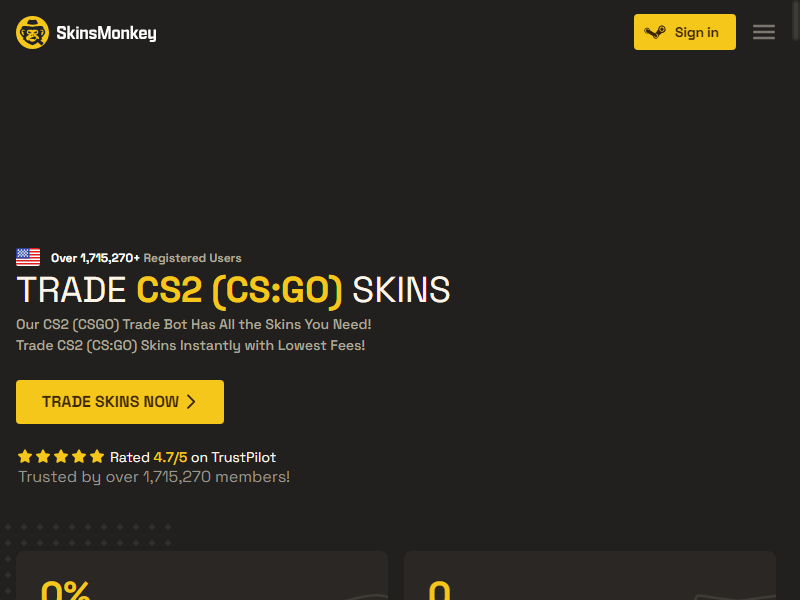 SkinsMonkey
Sign in
Over 1,715,270+ Registered Users
TRADE CS2 (CS:GO) SKINS
Our CS2 (CSGO) Trade Bot Has All the Skins You Need!
Trade CS2 (CS:GO) Skins Instantly with Lowest Fees!
TRADE SKINS NOW
Rated 4.7/5 on TrustPilot
Trusted by over 1,715,270 members!
0%
0